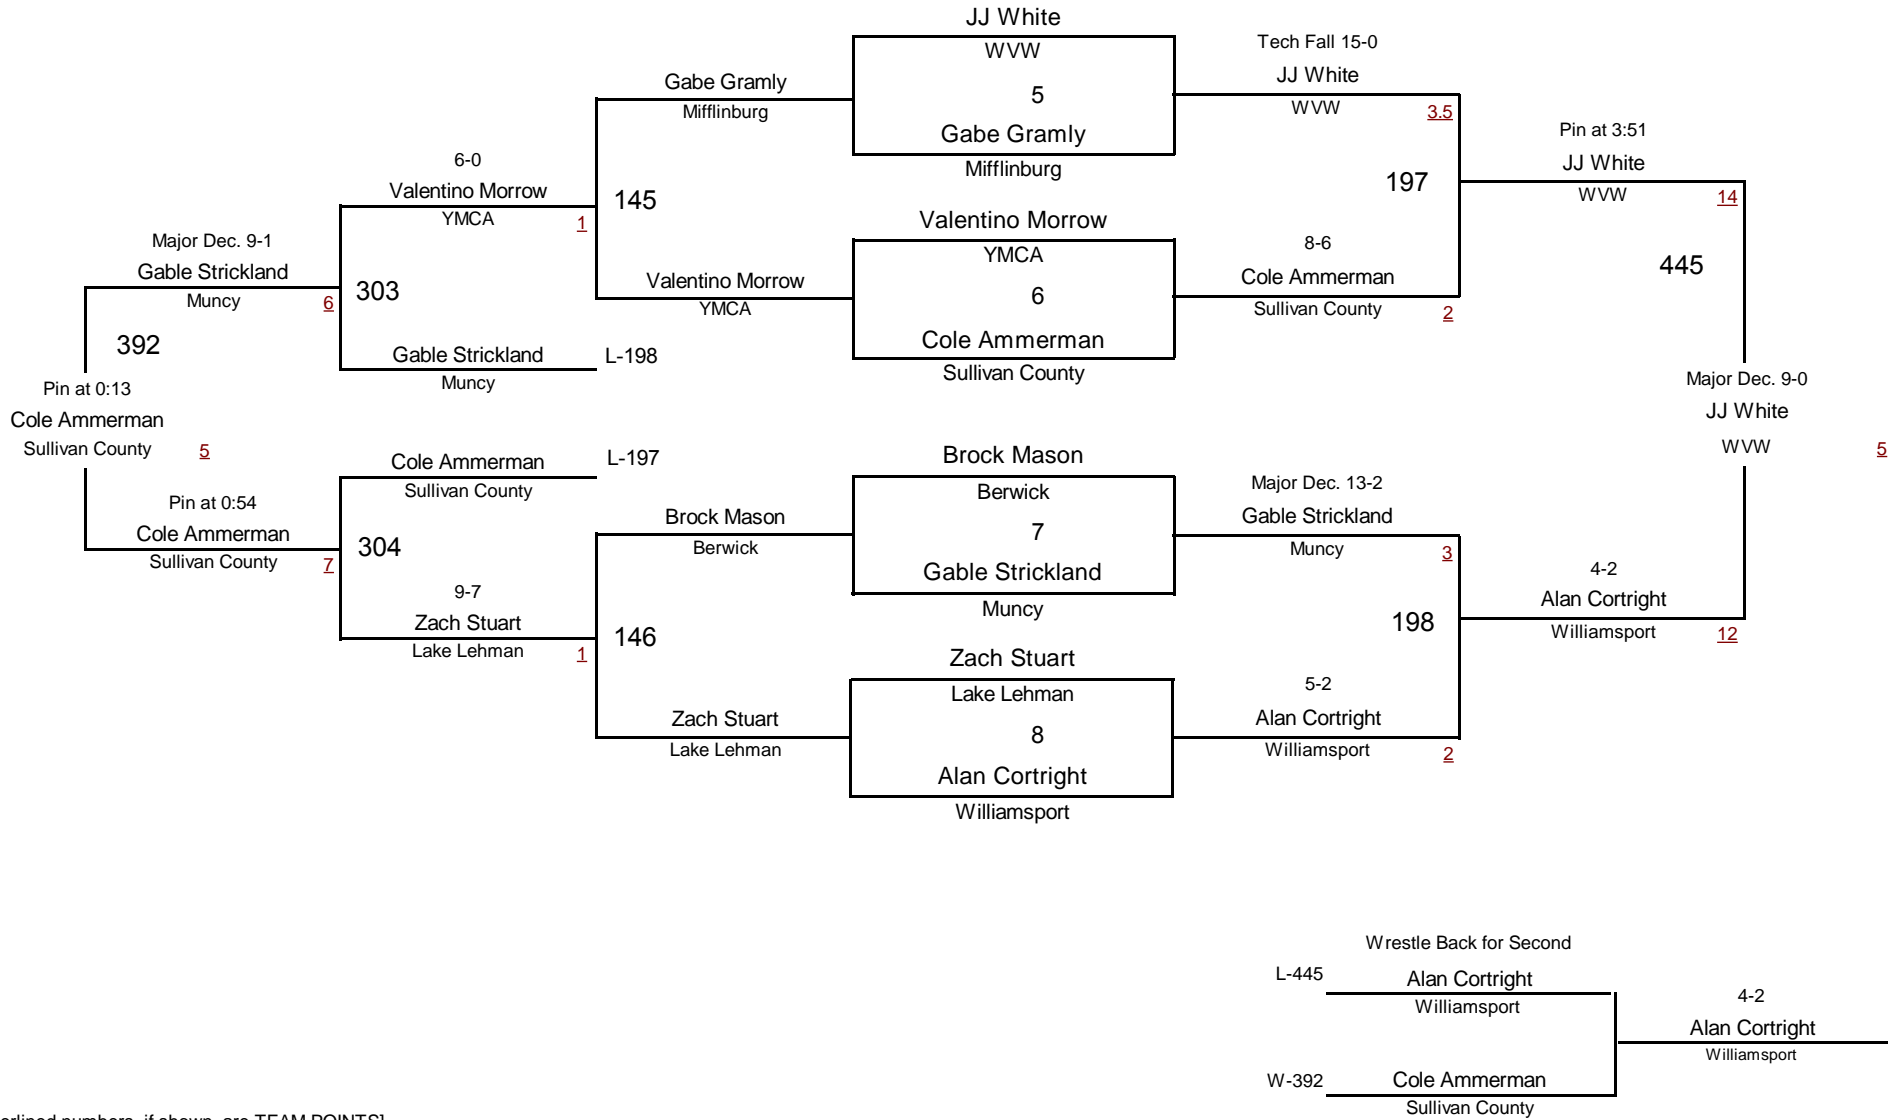 JJ White
WVW
5
Gabe Gramly
Mifflinburg
Gabe Gramly
Mifflinburg
Tech Fall 15-0
JJ White
WVW
3.5
Pin at 3:51
JJ White
WVW
14
6-0
Valentino Morrow
YMCA
1
145
197
Valentino Morrow
YMCA
6
Cole Ammerman
Sullivan County
Valentino Morrow
YMCA
8-6
Cole Ammerman
Sullivan County
2
445
Major Dec. 9-1
Gable Strickland
Muncy
6
303
392
Gable Strickland
Muncy
L-198
Pin at 0:13
Cole Ammerman
Sullivan County
5
Major Dec. 9-0
JJ White
WVW
5
Cole Ammerman
Sullivan County
L-197
Pin at 0:54
Cole Ammerman
Sullivan County
7
304
Brock Mason
Berwick
Brock Mason
Berwick
7
Gable Strickland
Muncy
Major Dec. 13-2
Gable Strickland
Muncy
3
9-7
Zach Stuart
Lake Lehman
1
146
198
4-2
Alan Cortright
Williamsport
12
Zach Stuart
Lake Lehman
Zach Stuart
Lake Lehman
8
Alan Cortright
Williamsport
5-2
Alan Cortright
Williamsport
2
Wrestle Back for Second
L-445
Alan Cortright
Williamsport
4-2
Alan Cortright
Williamsport
W-392
Cole Ammerman
Sullivan County
numbers, if shown, are TEAM POINTS]